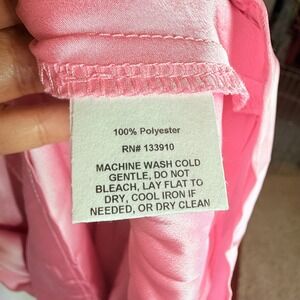 100% Polyester
RN# 133910
MACHINE WASH COLD
GENTLE, DO NOT
BLEACH, LAY FLAT TO
DRY, COOL IRON IF
NEEDED, OR DRY CLEAN